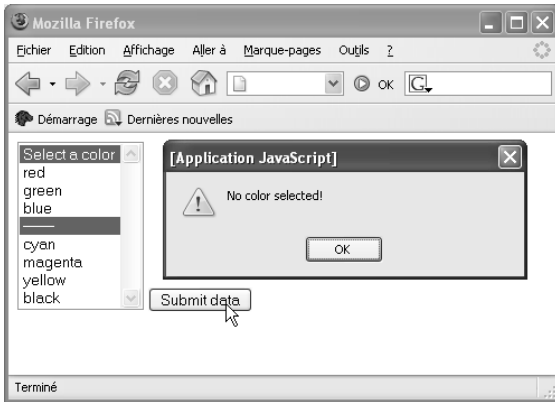 Mozilla Firefox
Fichier Edition Affichage Aller à Marque-pages Outils ?
OK G
Démarrage Dernières nouvelles
Select a color
red
green
blue
——
cyan
magenta
yellow
black
[Application JavaScript]
No color selected!
OK
Submit data
Terminé